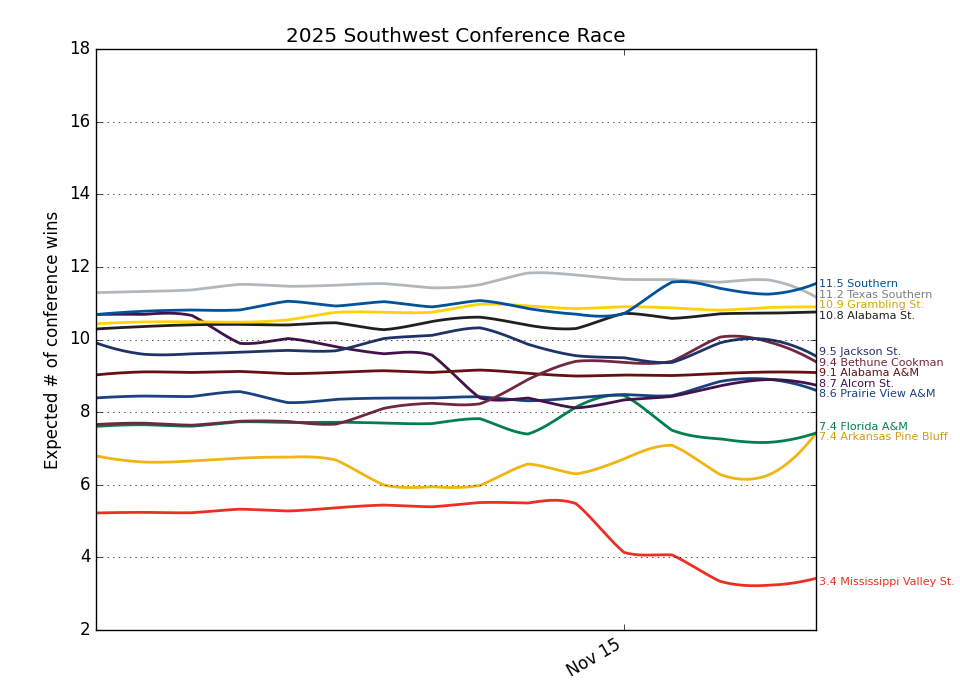 2025 Southwest Conference Race
Expected # of conference wins
18
16
14
12
10
8
6
4
2
11.5 Southern
11.2 Texas Southern
10.9 Grambling St.
10.8 Alabama St.
9.5 Jackson St.
9.4 Bethune Cookman
9.1 Alabama A&M
8.7 Alcorn St.
8.6 Prairie View A&M
7.4 Florida A&M
7.4 Arkansas Pine Bluff
3.4 Mississippi Valley St.
Nov 15